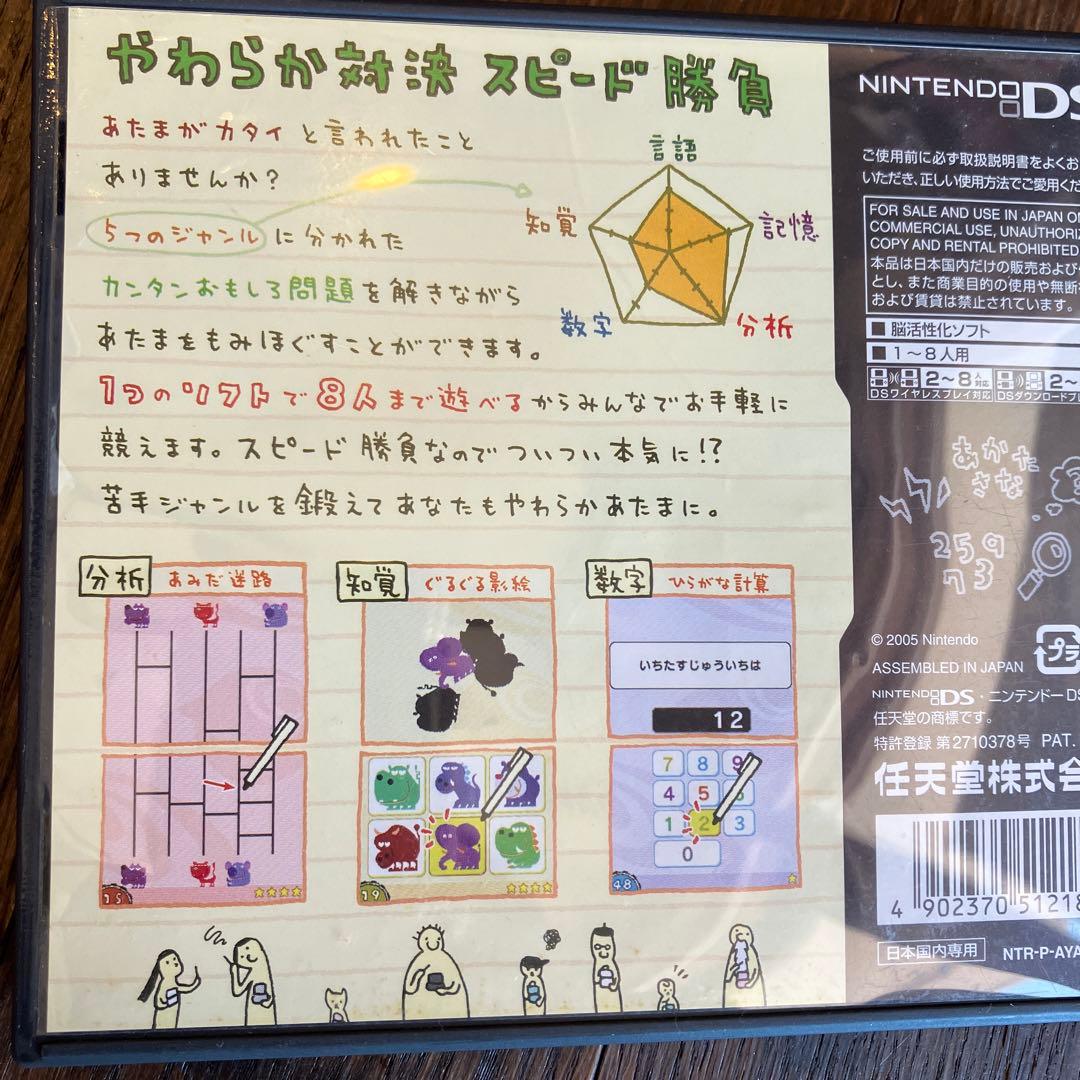 やわらか対決 スピード勝負
あたまがカタイと言われたこと
ありませんか?
5つのジャンルに分かれた
カンタンおもしろ問題を解きながら
あたまをもみほぐすことができます。
1つのソフトで8人まで遊べるからみんなでお手軽に
競えます。スピード勝負なのでついつい本気に!?
苦手ジャンルを鍛えてあなたもやわらかあたまに。
言語
知覚
記憶
数字
分析
分析 あみだ迷路
15
知覚 ぐるぐる影絵
19
数字 ひらがな計算
いちたすじゅういちは
12
7 8 9
4 5 6
1 2 3
0
48
NINTENDO DS
ご使用前に必ず取扱説明書をよくお
いただき、正しい使用方法でご愛用くだ
FOR SALE AND USE IN JAPAN ON
COMMERCIAL USE, UNAUTHORIZ
COPY AND RENTAL PROHIBITED.
本品は日本国内だけの販売および
とし、また商業目的の使用や無断
および賃貸は禁止されています。
■ 脳活性化ソフト
■ 1～8人用
2～8人対応
DSワイヤレスプレイ対応
2～
DSダウンロードプレ
あかた
さな
259
73
© 2005 Nintendo
ASSEMBLED IN JAPAN
プラ
NINTENDO DS・ニンテンドーDS
任天堂の商標です。
特許登録 第2710378号 PAT.
任天堂株式会
4 902370 51218
日本国内専用
NTR-P-AYA